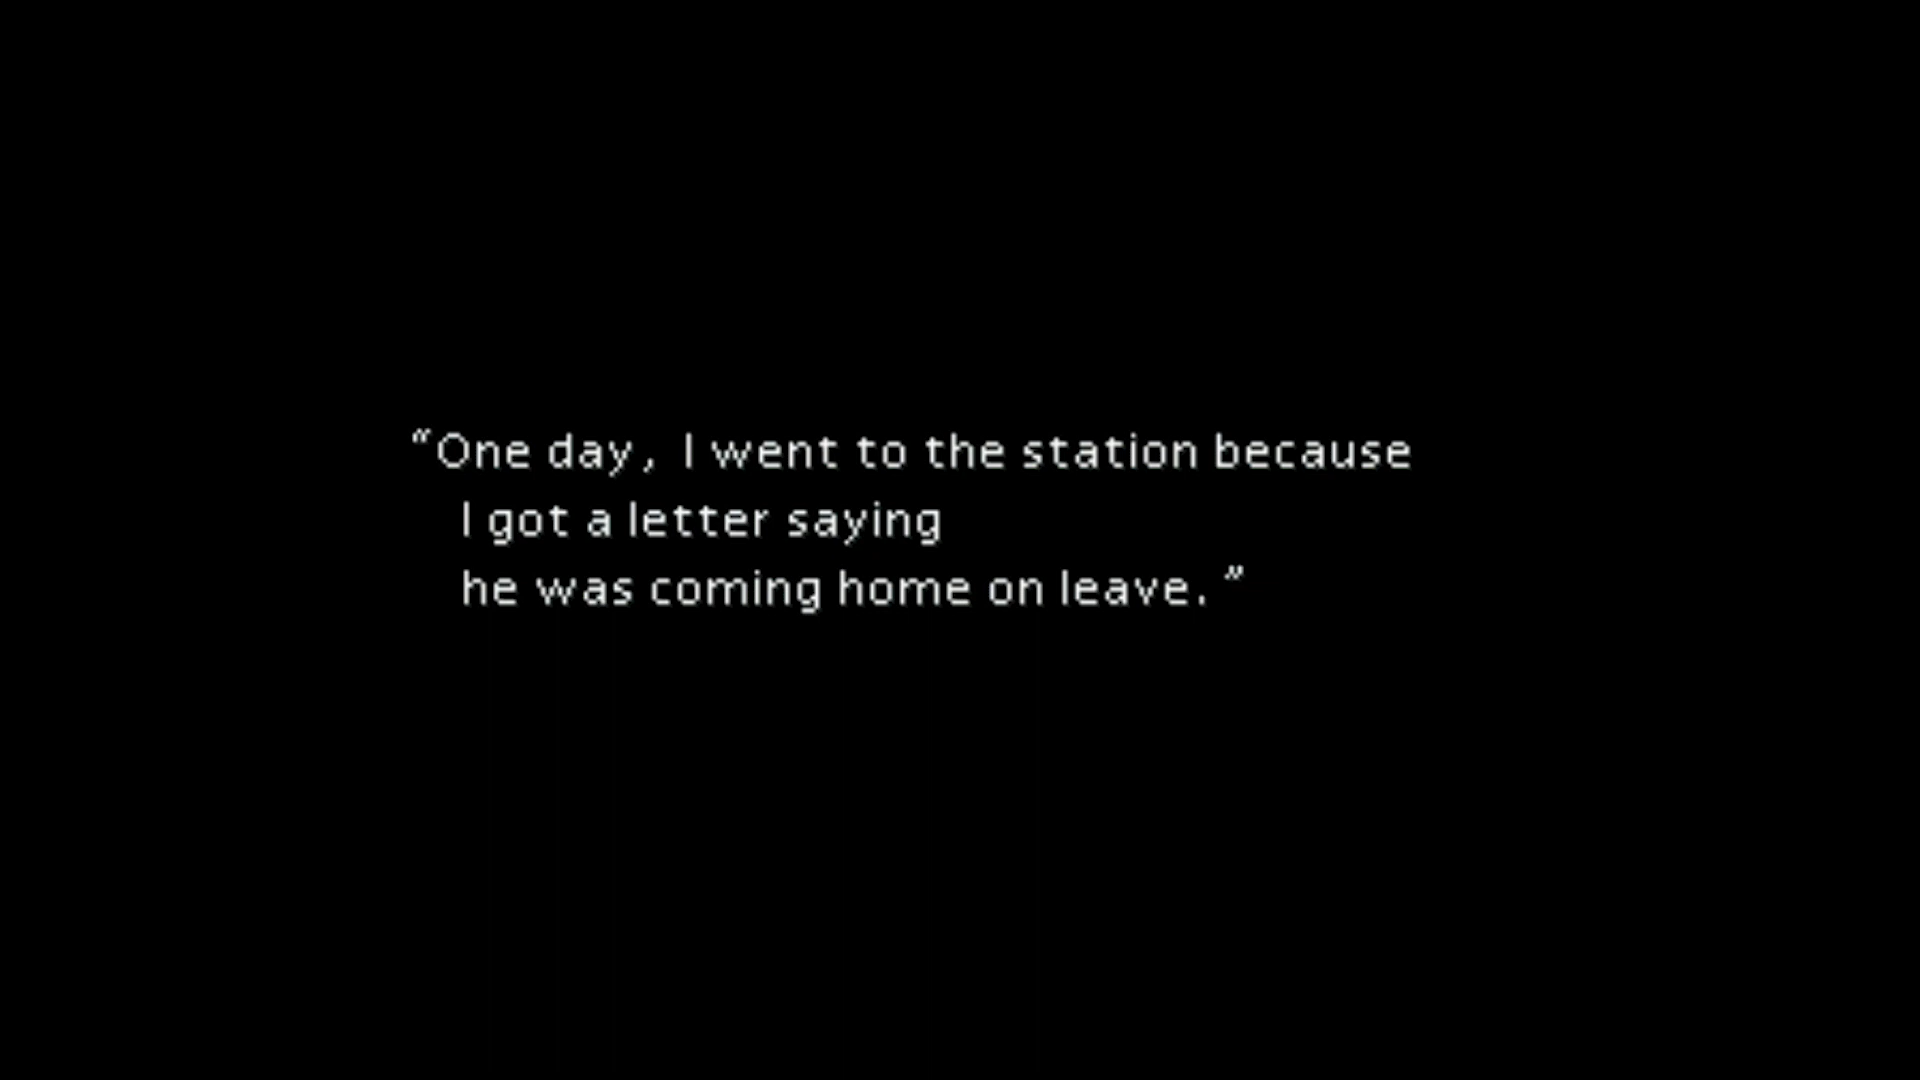 “One day, I went to the station because
I got a letter saying
he was coming home on leave.”